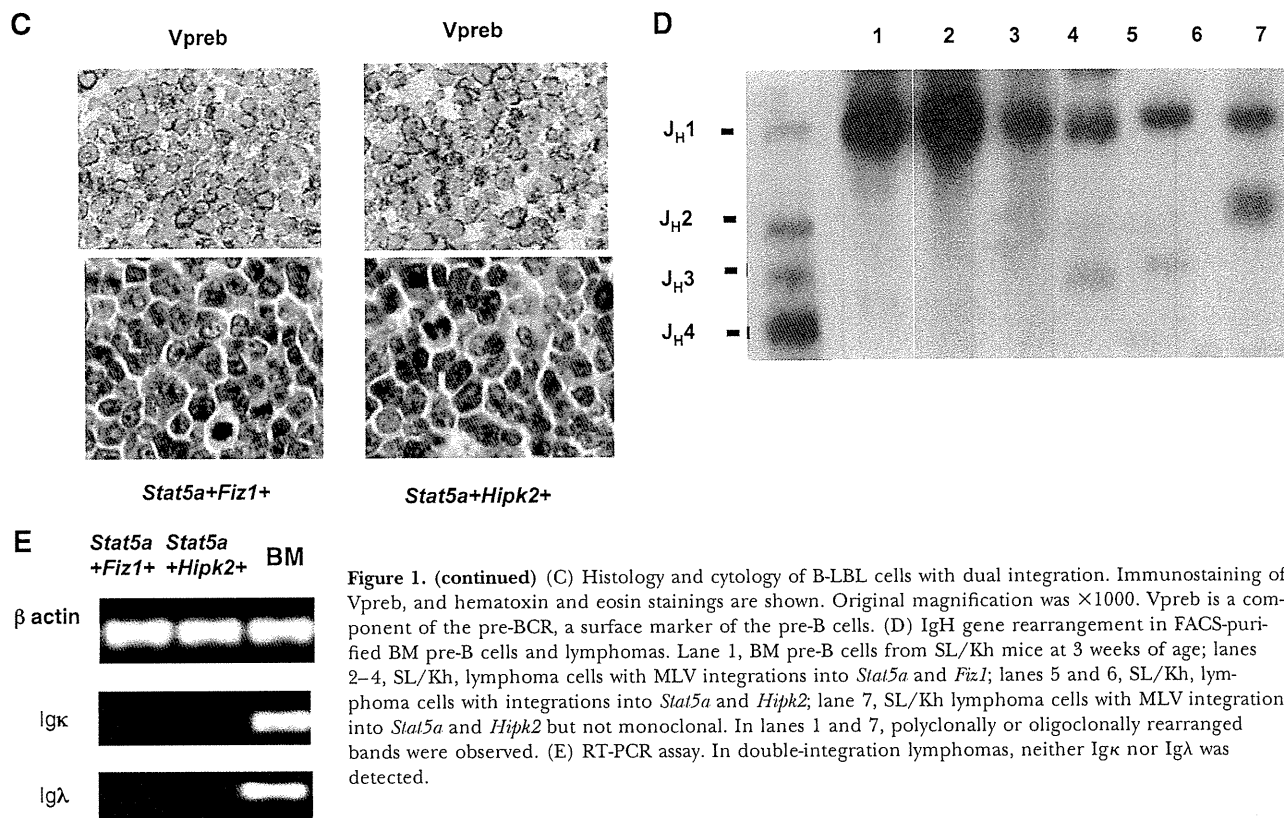 C
Vpreb
Vpreb
Stat5a+Fiz1+
Stat5a+Hipk2+
D
1 2 3 4 5 6 7
J_H1
J_H2
J_H3
J_H4
E
Stat5a Stat5a
+Fiz1+ +Hipk2+ BM
β actin
Igκ
Igλ
Figure 1. (continued) (C) Histology and cytology of B-LBL cells with dual integration. Immunostaining of
Vpreb, and hematoxin and eosin stainings are shown. Original magnification was ×1000. Vpreb is a com-
ponent of the pre-BCR, a surface marker of the pre-B cells. (D) IgH gene rearrangement in FACS-puri-
fied BM pre-B cells and lymphomas. Lane 1, BM pre-B cells from SL/Kh mice at 3 weeks of age; lanes
2–4, SL/Kh, lymphoma cells with MLV integrations into Stat5a and Fiz1; lanes 5 and 6, SL/Kh, lym-
phoma cells with integrations into Stat5a and Hipk2; lane 7, SL/Kh lymphoma cells with MLV integration
into Stat5a and Hipk2 but not monoclonal. In lanes 1 and 7, polyclonally or oligoclonally rearranged
bands were observed. (E) RT-PCR assay. In double-integration lymphomas, neither Igκ nor Igλ was
detected.